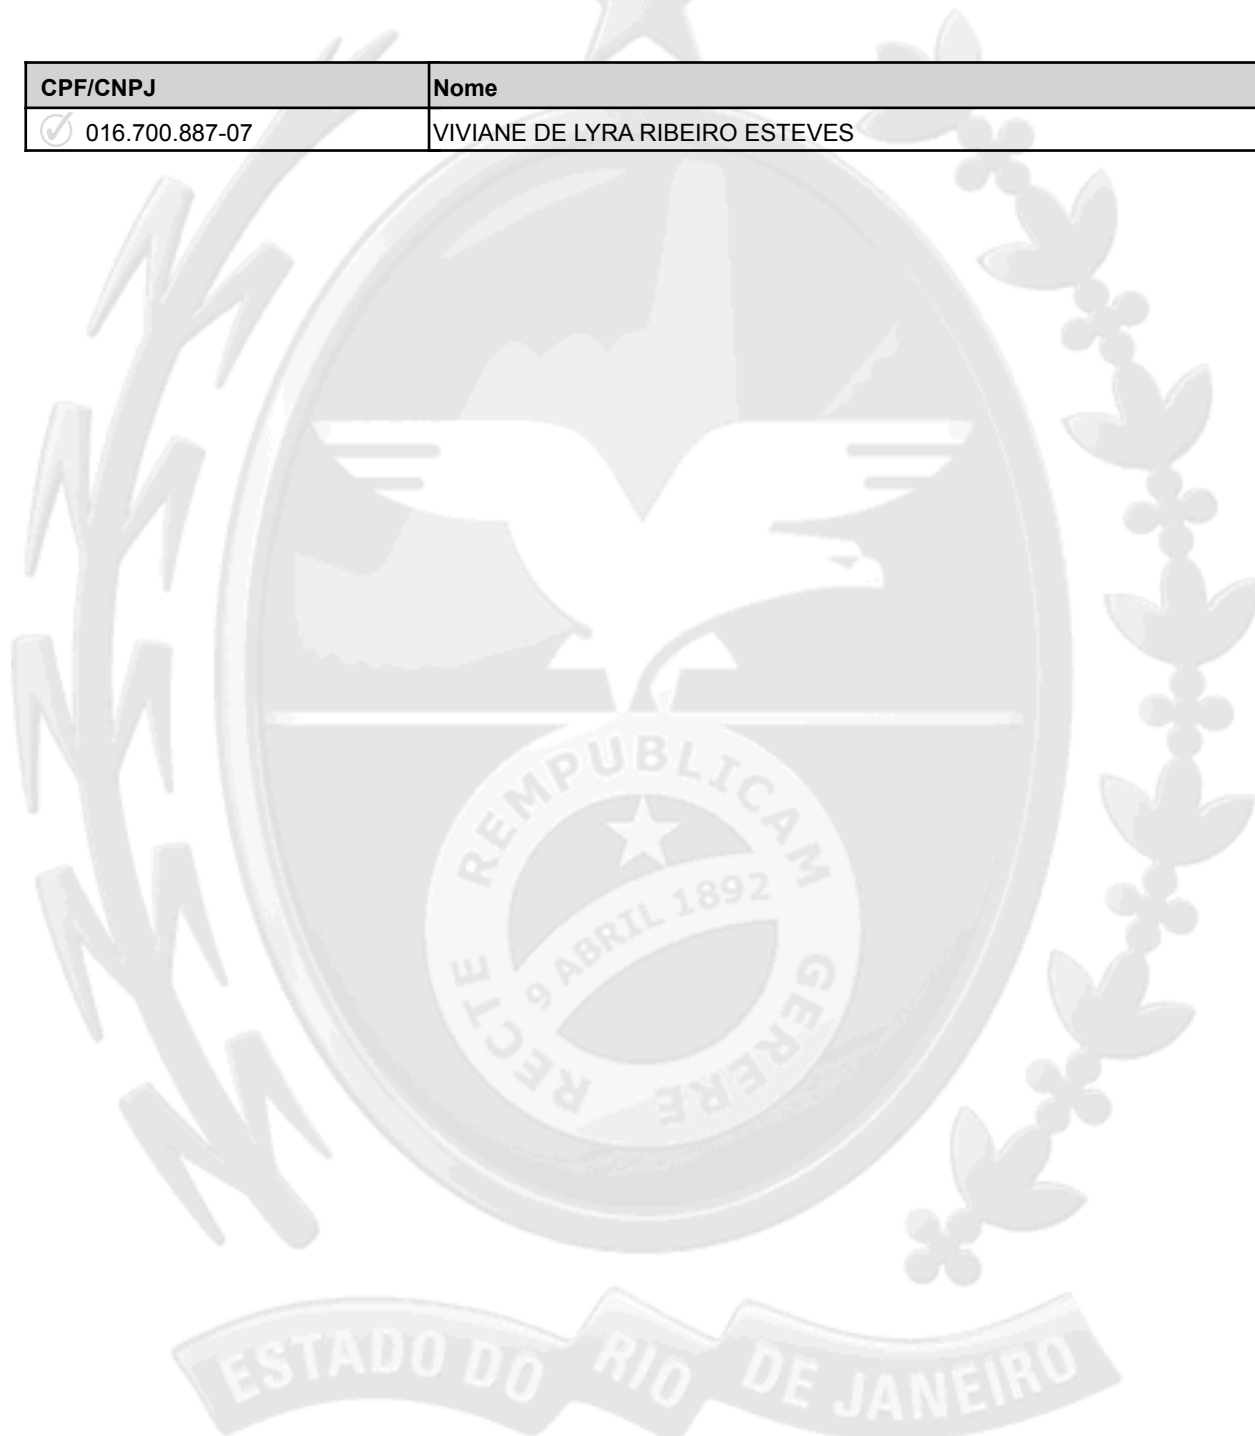 CPF/CNPJ Nome
016.700.887-07 VIVIANE DE LYRA RIBEIRO ESTEVES
REMPUBLICAM
9 ABRIL 1892
RECTE GERERE
ESTADO DO RIO DE JANEIRO